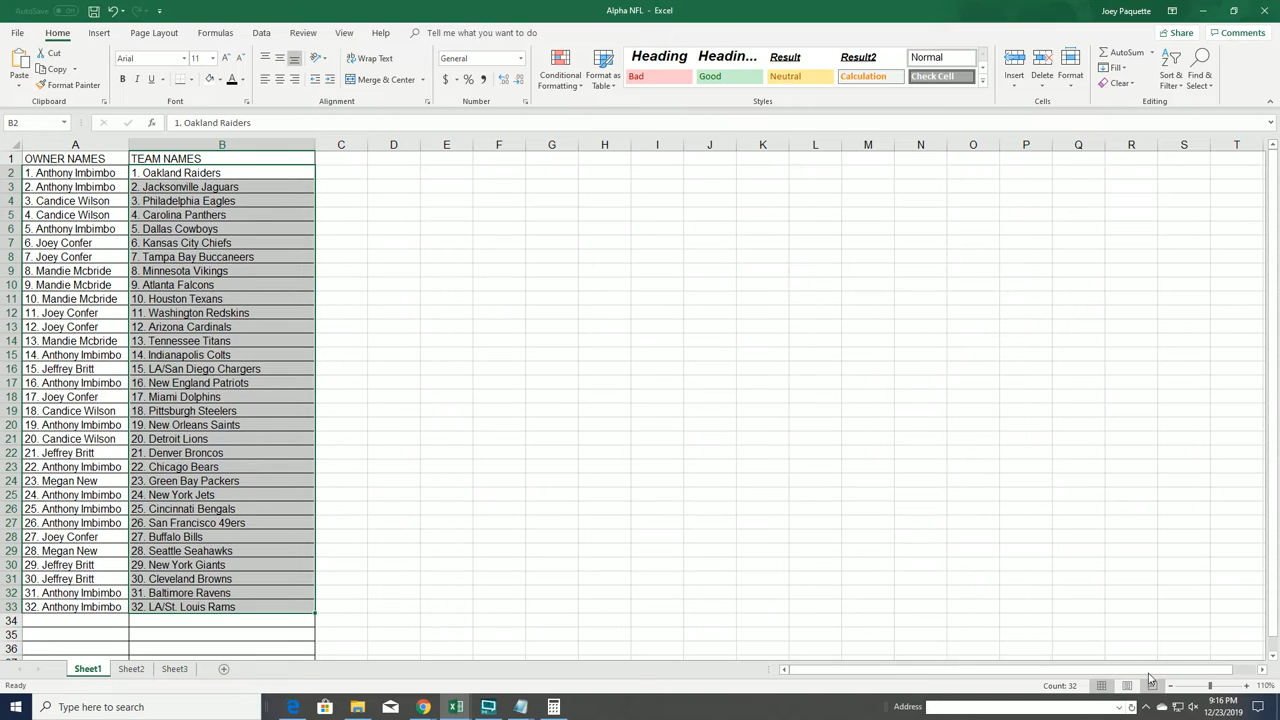 AutoSave Off Alpha NFL - Excel Joey Paquette
File Home Insert Page Layout Formulas Data Review View Help Tell me what you want to do Share Comments
Paste Cut Copy Format Painter Clipboard
Arial 11 A A B I U A Font
Wrap Text Merge & Center Alignment
General $ % , Number
Conditional Formatting Format as Table
Heading Headin... Result Result2 Normal
Bad Good Neutral Calculation Check Cell
Styles
Insert Delete Format Cells
AutoSum Fill Clear Sort & Filter Find & Select Editing
B2 fx 1. Oakland Raiders
A B C D E F G H I J K L M N O P Q R S T
1 OWNER NAMES TEAM NAMES
2 1. Anthony Imbimbo 1. Oakland Raiders
3 2. Anthony Imbimbo 2. Jacksonville Jaguars
4 3. Candice Wilson 3. Philadelphia Eagles
5 4. Candice Wilson 4. Carolina Panthers
6 5. Anthony Imbimbo 5. Dallas Cowboys
7 6. Joey Confer 6. Kansas City Chiefs
8 7. Joey Confer 7. Tampa Bay Buccaneers
9 8. Mandie Mcbride 8. Minnesota Vikings
10 9. Mandie Mcbride 9. Atlanta Falcons
11 10. Mandie Mcbride 10. Houston Texans
12 11. Joey Confer 11. Washington Redskins
13 12. Joey Confer 12. Arizona Cardinals
14 13. Mandie Mcbride 13. Tennessee Titans
15 14. Anthony Imbimbo 14. Indianapolis Colts
16 15. Jeffrey Britt 15. LA/San Diego Chargers
17 16. Anthony Imbimbo 16. New England Patriots
18 17. Joey Confer 17. Miami Dolphins
19 18. Candice Wilson 18. Pittsburgh Steelers
20 19. Anthony Imbimbo 19. New Orleans Saints
21 20. Candice Wilson 20. Detroit Lions
22 21. Jeffrey Britt 21. Denver Broncos
23 22. Anthony Imbimbo 22. Chicago Bears
24 23. Megan New 23. Green Bay Packers
25 24. Anthony Imbimbo 24. New York Jets
26 25. Anthony Imbimbo 25. Cincinnati Bengals
27 26. Anthony Imbimbo 26. San Francisco 49ers
28 27. Joey Confer 27. Buffalo Bills
29 28. Megan New 28. Seattle Seahawks
30 29. Jeffrey Britt 29. New York Giants
31 30. Jeffrey Britt 30. Cleveland Browns
32 31. Anthony Imbimbo 31. Baltimore Ravens
33 32. Anthony Imbimbo 32. LA/St. Louis Rams
34
35
36
Sheet1 Sheet2 Sheet3
Ready Count: 32 110%
Type here to search Address 9:16 PM
12/23/2019